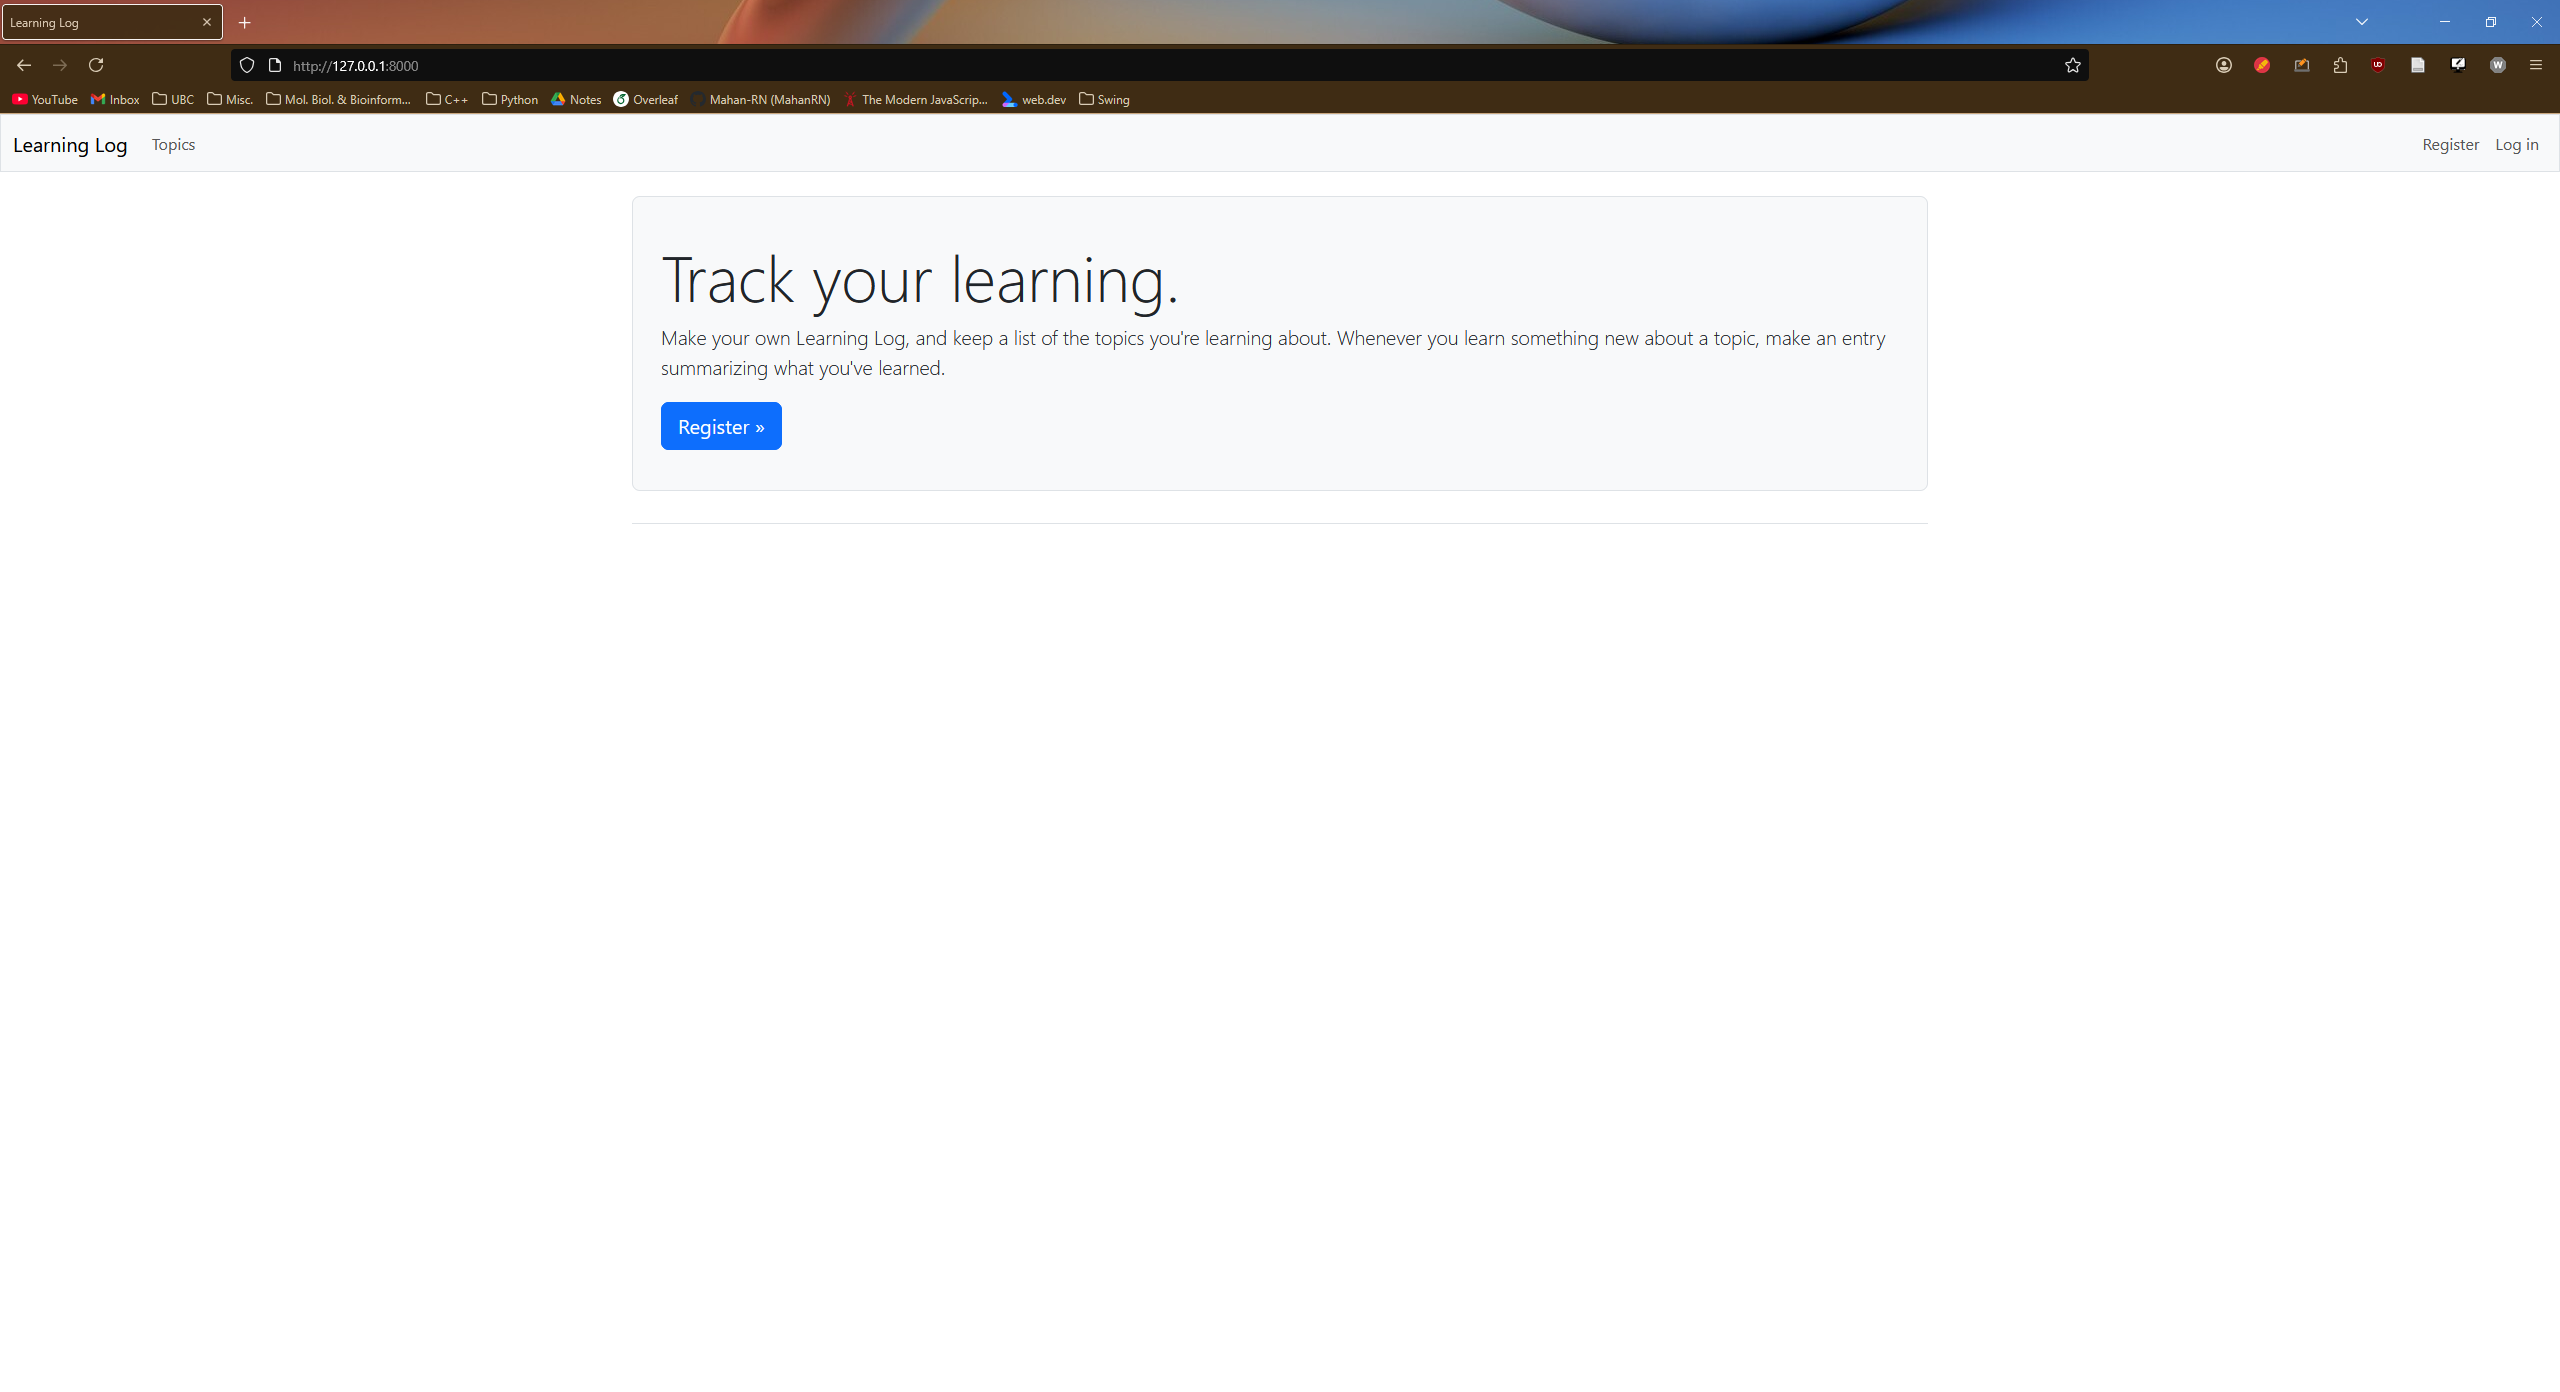 Learning Log
http://127.0.0.1:8000
YouTube Inbox UBC Misc. Mol. Biol. & Bioinform... C++ Python Notes Overleaf Mahan-RN (MahanRN) The Modern JavaScrip... web.dev Swing
Learning Log Topics Register Log in
Track your learning.
Make your own Learning Log, and keep a list of the topics you're learning about. Whenever you learn something new about a topic, make an entry
summarizing what you've learned.
Register »